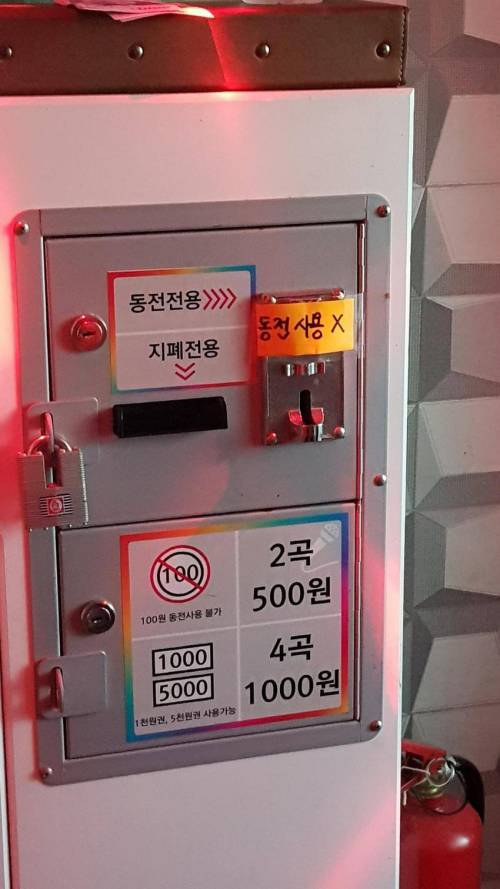 동전전용
동전 사용 X
지폐전용
100
100원 동전사용 불가
2곡
500원
1000
5000
1천원권, 5천원권 사용가능
4곡
1000원